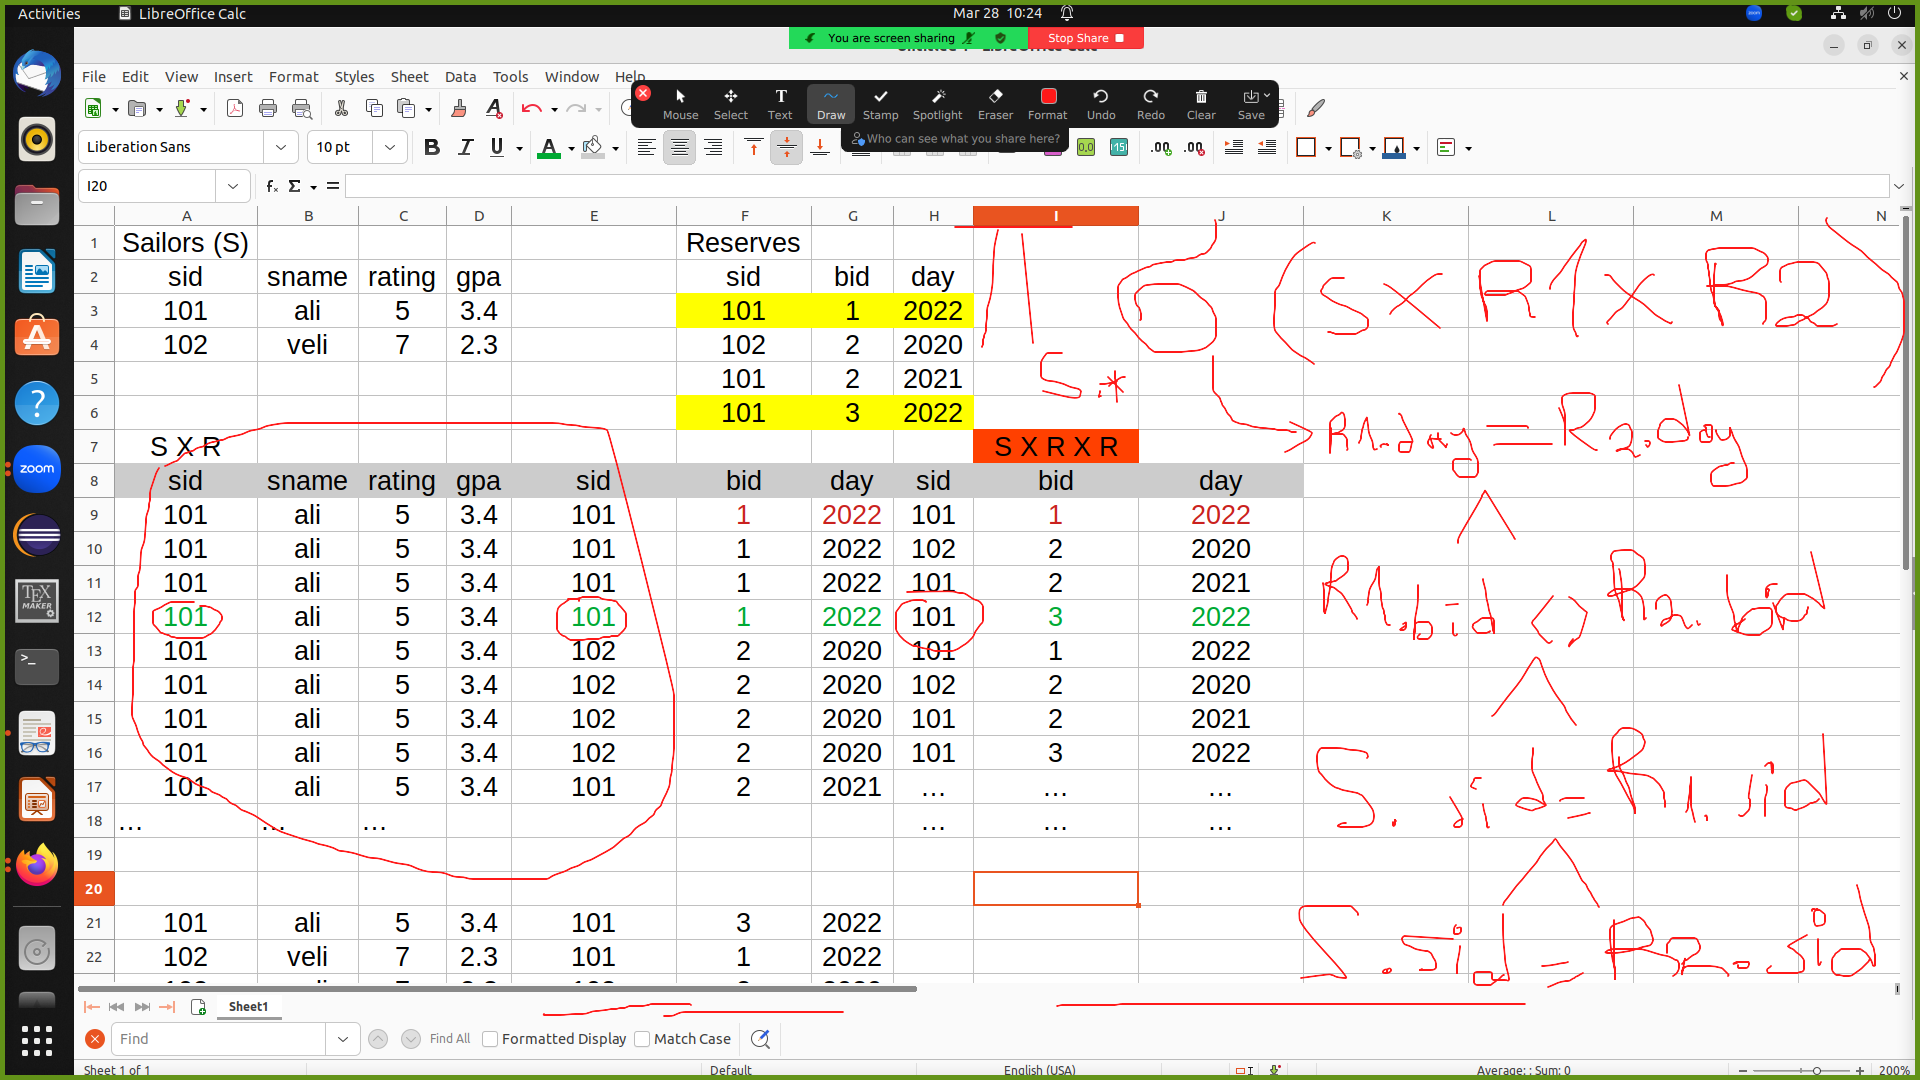 Activities LibreOffice Calc Mar 28 10:24 zoom
You are screen sharing Stop Share
File Edit View Insert Format Styles Sheet Data Tools Window Help
Mouse Select Text Draw Stamp Spotlight Eraser Format Undo Redo Clear Save
Who can see what you share here?
Liberation Sans 10 pt
I20
A B C D E F G H I J K L M N
1 Sailors (S) Reserves
2 sid sname rating gpa sid bid day
3 101 ali 5 3.4 101 1 2022
4 102 veli 7 2.3 102 2 2020
5 101 2 2021
6 101 3 2022
7 S X R S X R X R
8 sid sname rating gpa sid bid day sid bid day
9 101 ali 5 3.4 101 1 2022 101 1 2022
10 101 ali 5 3.4 101 1 2022 102 2 2020
11 101 ali 5 3.4 101 1 2022 101 2 2021
12 101 ali 5 3.4 101 1 2022 101 3 2022
13 101 ali 5 3.4 102 2 2020 101 1 2022
14 101 ali 5 3.4 102 2 2020 102 2 2020
15 101 ali 5 3.4 102 2 2020 101 2 2021
16 101 ali 5 3.4 102 2 2020 101 3 2022
17 101 ali 5 3.4 101 2 2021 ... ... ...
18 ... ... ... ... ... ...
19
20
21 101 ali 5 3.4 101 3 2022
22 102 veli 7 2.3 101 1 2022
π σ (S X R1 X R2)
S.*
R1.day = R2.day
∧
R1.bid <> R2.bid
∧
S.sid = R1.sid
∧
S.sid = R2.sid
Sheet1
Find Find All Formatted Display Match Case
Sheet 1 of 1 Default English (USA) Average: ; Sum: 0 200%